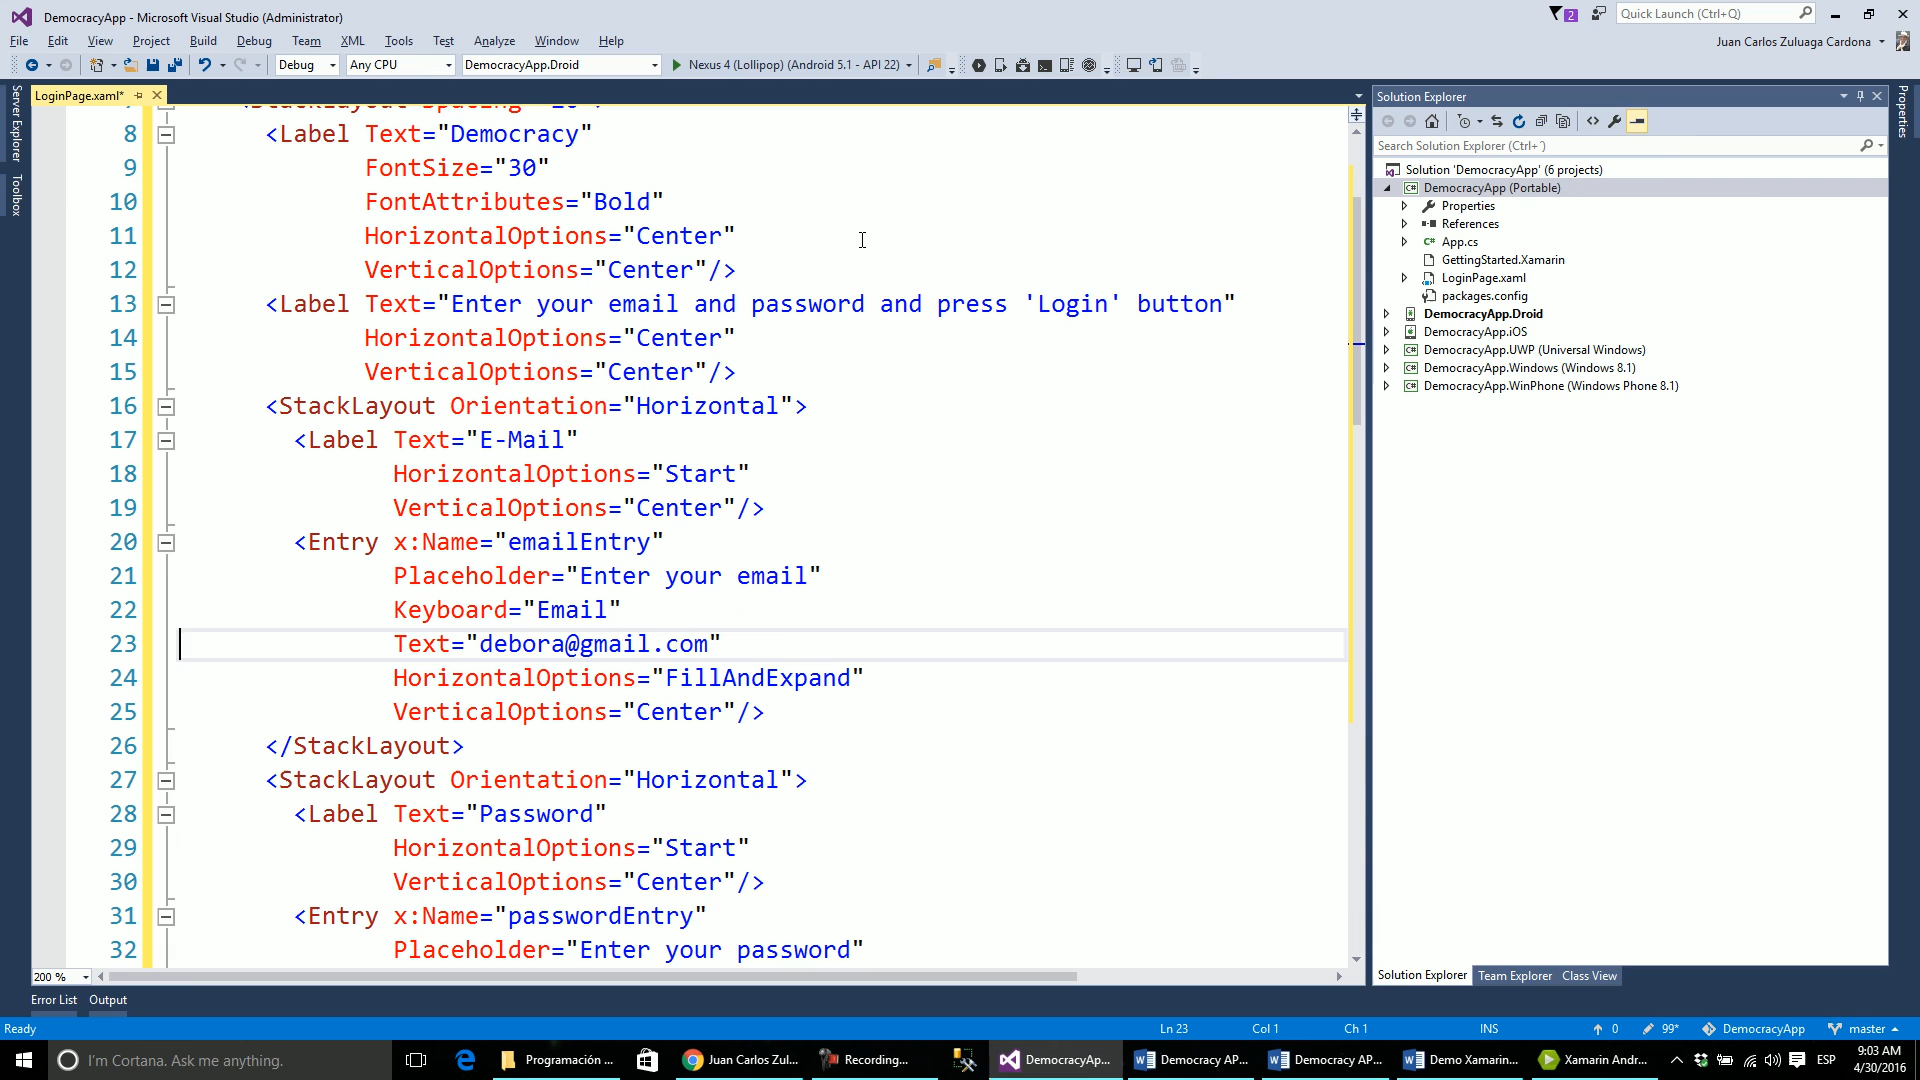 DemocracyApp - Microsoft Visual Studio (Administrator)
2
Quick Launch (Ctrl+Q)
File Edit View Project Build Debug Team XML Tools Test Analyze Window Help
Juan Carlos Zuluaga Cardona
Debug Any CPU DemocracyApp.Droid Nexus 4 (Lollipop) (Android 5.1 - API 22)
Server Explorer
Toolbox
LoginPage.xaml*
8 <Label Text="Democracy"
9 FontSize="30"
10 FontAttributes="Bold"
11 HorizontalOptions="Center"
12 VerticalOptions="Center"/>
13 <Label Text="Enter your email and password and press 'Login' button"
14 HorizontalOptions="Center"
15 VerticalOptions="Center"/>
16 <StackLayout Orientation="Horizontal">
17 <Label Text="E-Mail"
18 HorizontalOptions="Start"
19 VerticalOptions="Center"/>
20 <Entry x:Name="emailEntry"
21 Placeholder="Enter your email"
22 Keyboard="Email"
23 Text="debora@gmail.com"
24 HorizontalOptions="FillAndExpand"
25 VerticalOptions="Center"/>
26 </StackLayout>
27 <StackLayout Orientation="Horizontal">
28 <Label Text="Password"
29 HorizontalOptions="Start"
30 VerticalOptions="Center"/>
31 <Entry x:Name="passwordEntry"
32 Placeholder="Enter your password"
200 %
Solution Explorer
Search Solution Explorer (Ctrl+´)
Solution 'DemocracyApp' (6 projects)
DemocracyApp (Portable)
Properties
References
App.cs
GettingStarted.Xamarin
LoginPage.xaml
packages.config
DemocracyApp.Droid
DemocracyApp.iOS
DemocracyApp.UWP (Universal Windows)
DemocracyApp.Windows (Windows 8.1)
DemocracyApp.WinPhone (Windows Phone 8.1)
Solution Explorer Team Explorer Class View
Properties
Error List Output
Ready Ln 23 Col 1 Ch 1 INS 0 99* DemocracyApp master
I'm Cortana. Ask me anything.
Programación ...
Juan Carlos Zul...
Recording...
DemocracyApp...
Democracy AP...
Democracy AP...
Demo Xamarin...
Xamarin Andr...
ESP
9:03 AM
4/30/2016